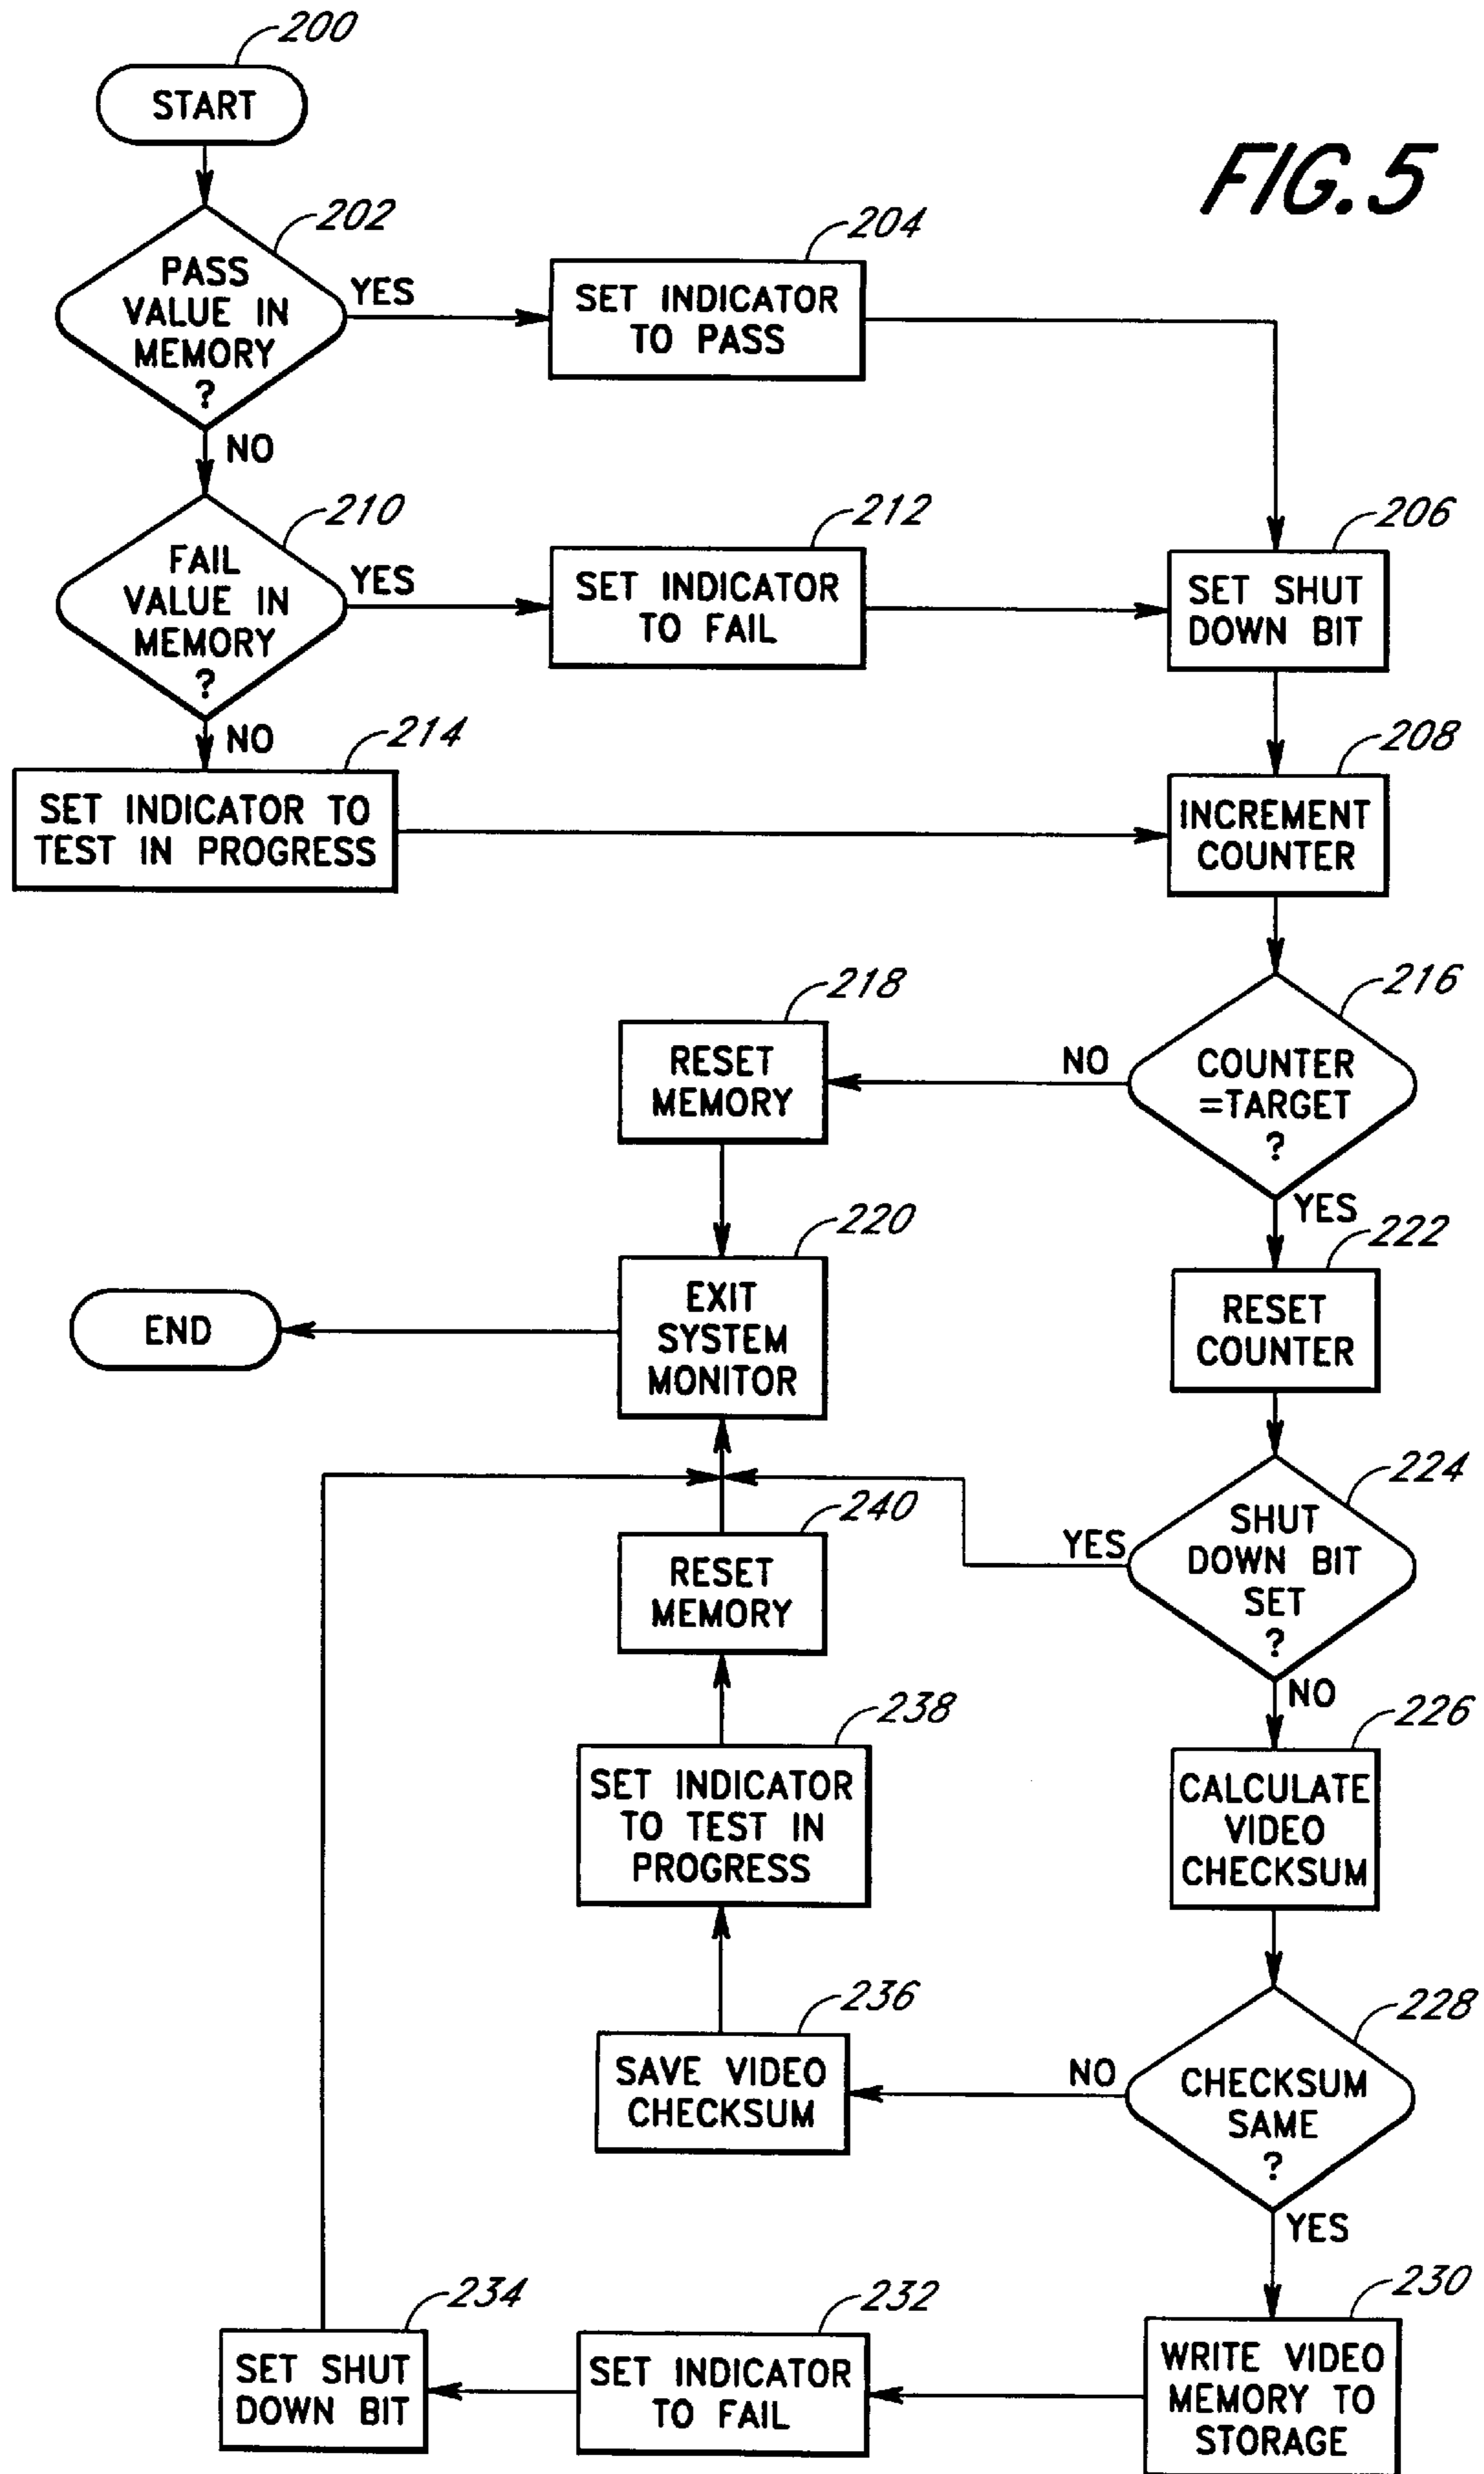 200
START
FIG. 5
202
PASS
VALUE IN
MEMORY
?
YES
204
SET INDICATOR
TO PASS
NO
210
FAIL
VALUE IN
MEMORY
?
YES
212
SET INDICATOR
TO FAIL
206
SET SHUT
DOWN BIT
NO
214
SET INDICATOR TO
TEST IN PROGRESS
208
INCREMENT
COUNTER
216
COUNTER
=TARGET
?
NO
218
RESET
MEMORY
YES
220
EXIT
SYSTEM
MONITOR
END
222
RESET
COUNTER
224
SHUT
DOWN BIT
SET
?
YES
240
RESET
MEMORY
NO
226
CALCULATE
VIDEO
CHECKSUM
238
SET INDICATOR
TO TEST IN
PROGRESS
228
CHECKSUM
SAME
?
NO
236
SAVE VIDEO
CHECKSUM
YES
230
WRITE VIDEO
MEMORY TO
STORAGE
232
SET INDICATOR
TO FAIL
234
SET SHUT
DOWN BIT